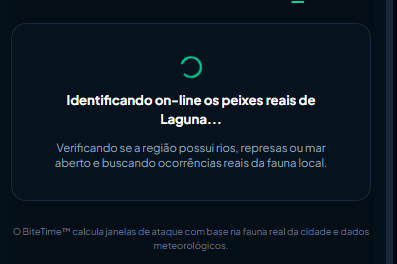 Identificando on-line os peixes reais de
Laguna...
Verificando se a região possui rios, represas ou mar
aberto e buscando ocorrências reais da fauna local.
O BiteTime™ calcula janelas de ataque com base na fauna real da cidade e dados
meteorológicos.